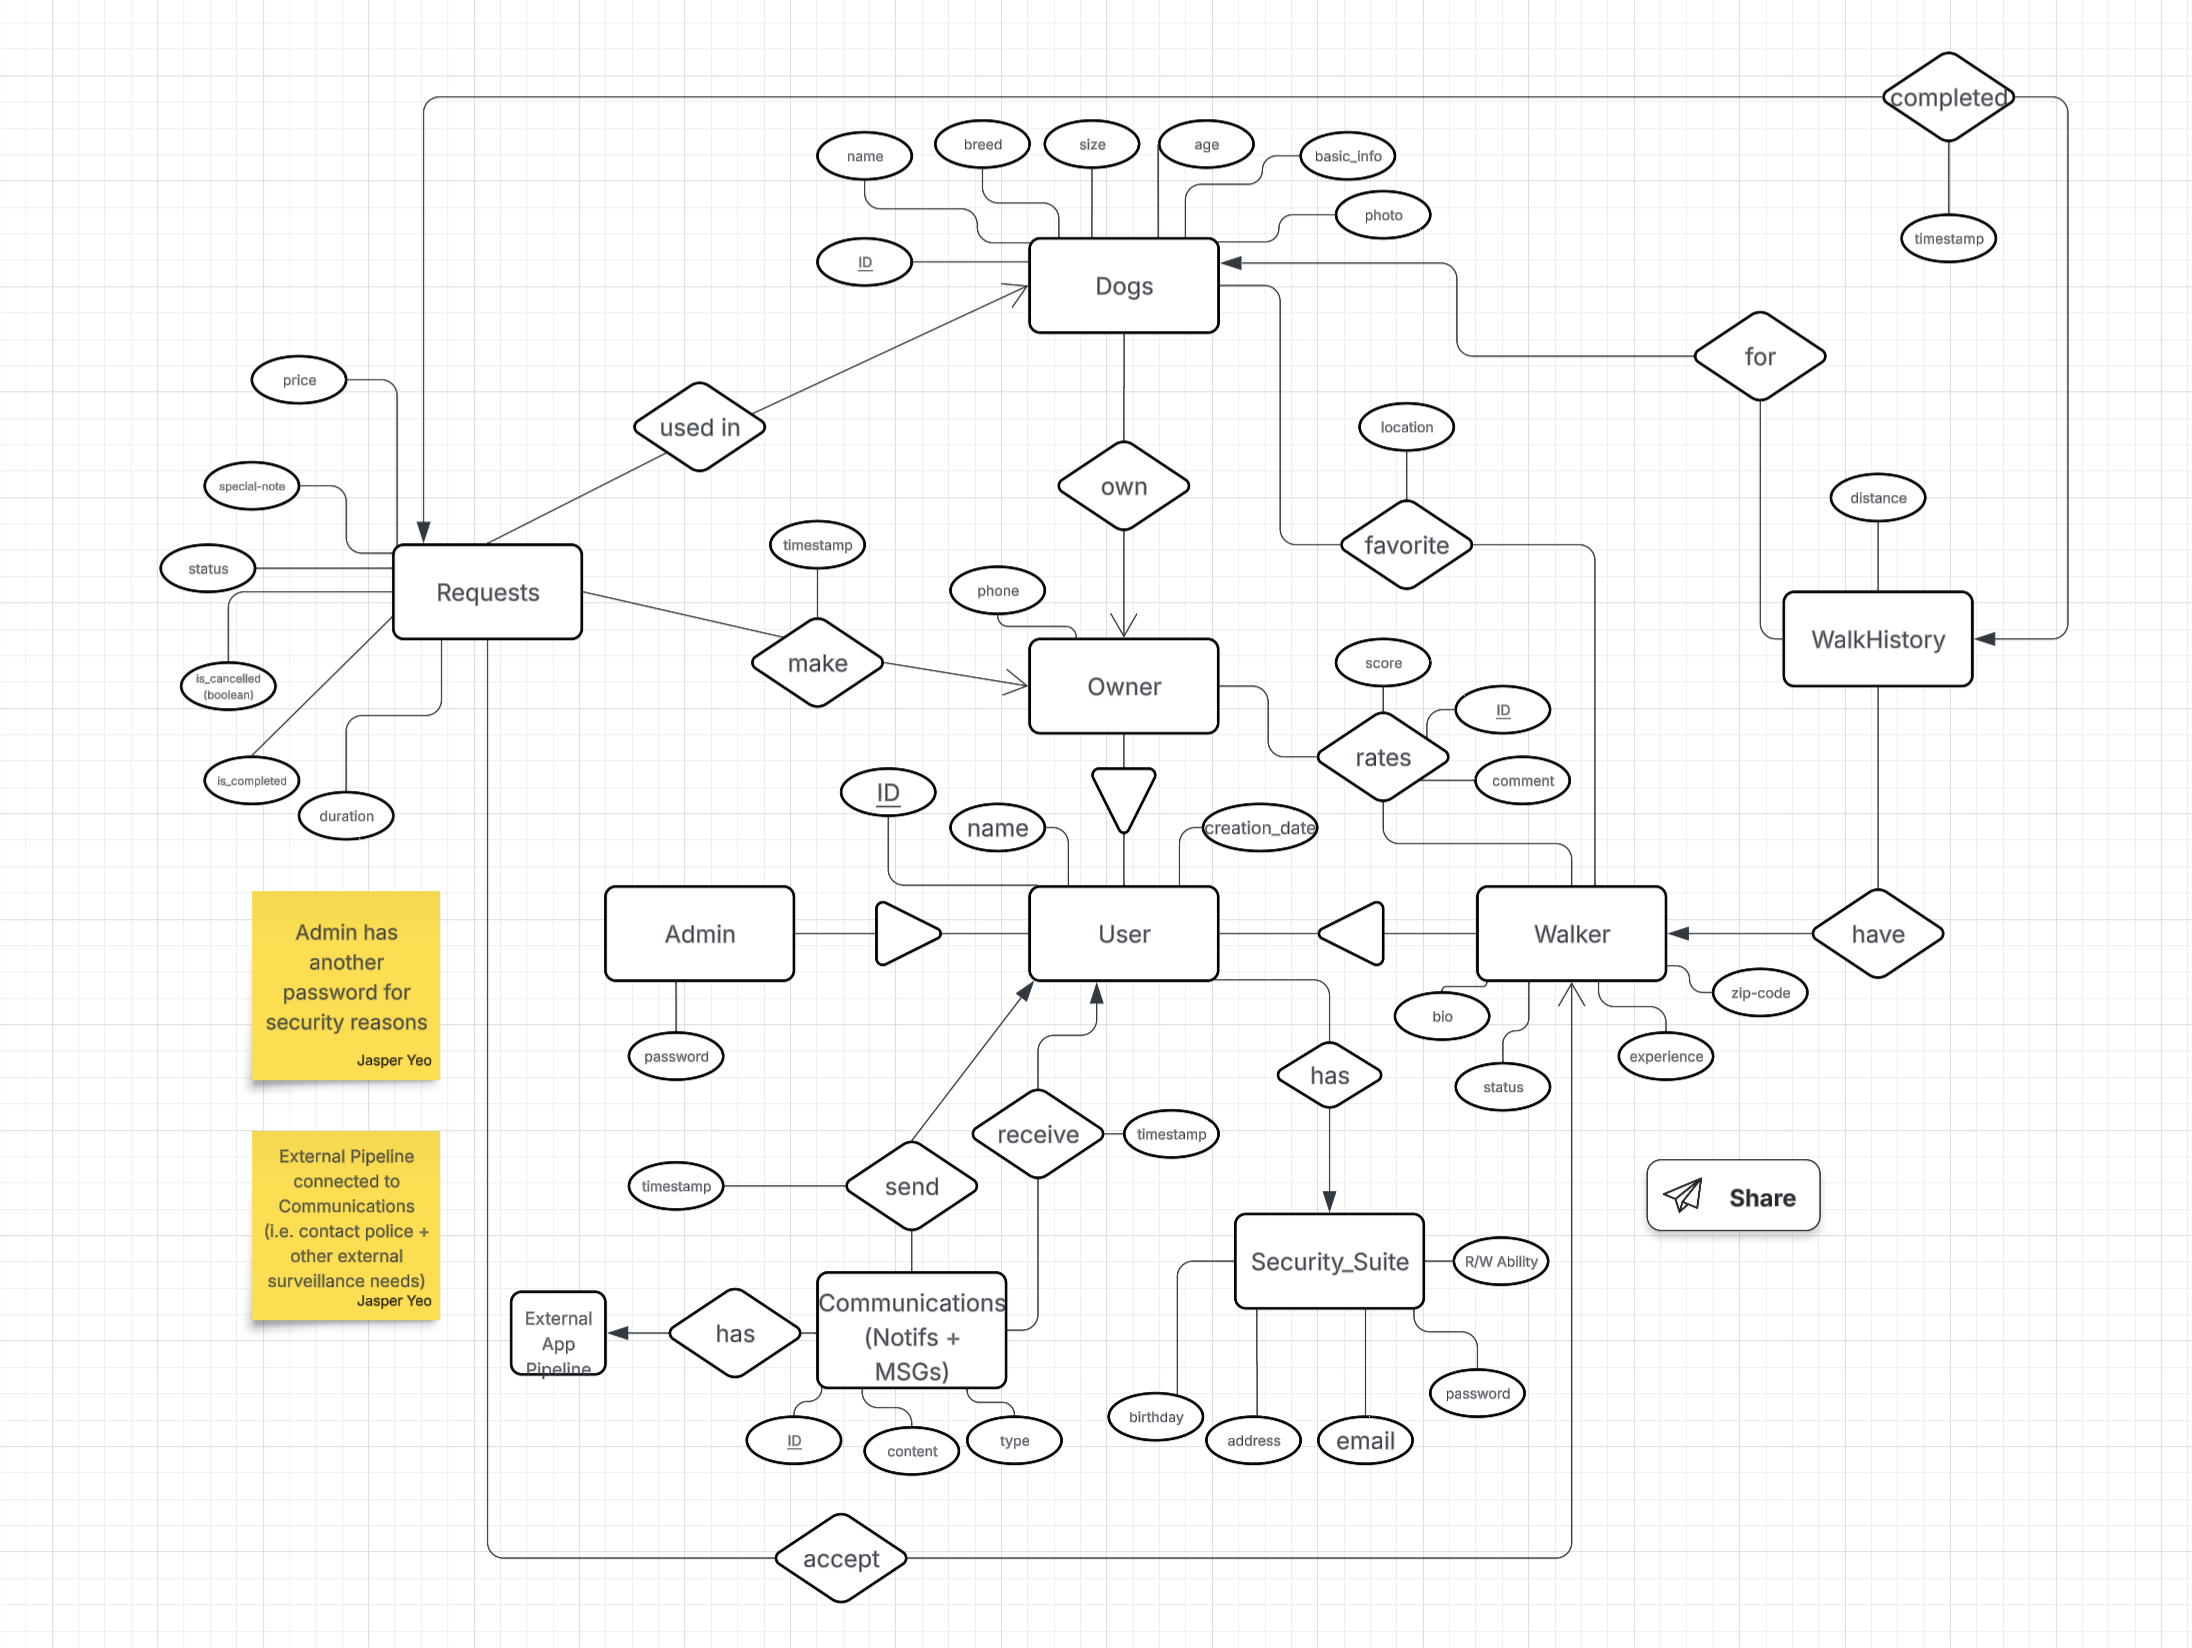 completed
name
breed
size
age
basic_info
photo
timestamp
ID
Dogs
for
price
used in
location
special-note
own
distance
status
Requests
timestamp
favorite
phone
WalkHistory
is_cancelled
(boolean)
make
Owner
score
ID
rates
comment
is_completed
duration
ID
name
creation_date
Admin has
another
password for
security reasons
Jasper Yeo
Admin
User
Walker
have
password
bio
zip-code
status
experience
has
receive
timestamp
External Pipeline
connected to
Communications
(i.e. contact police +
other external
surveillance needs)
Jasper Yeo
timestamp
send
Share
Security_Suite
R/W Ability
External
App
Pipeline
has
Communications
(Notifs +
MSGs)
birthday
address
email
password
ID
content
type
accept